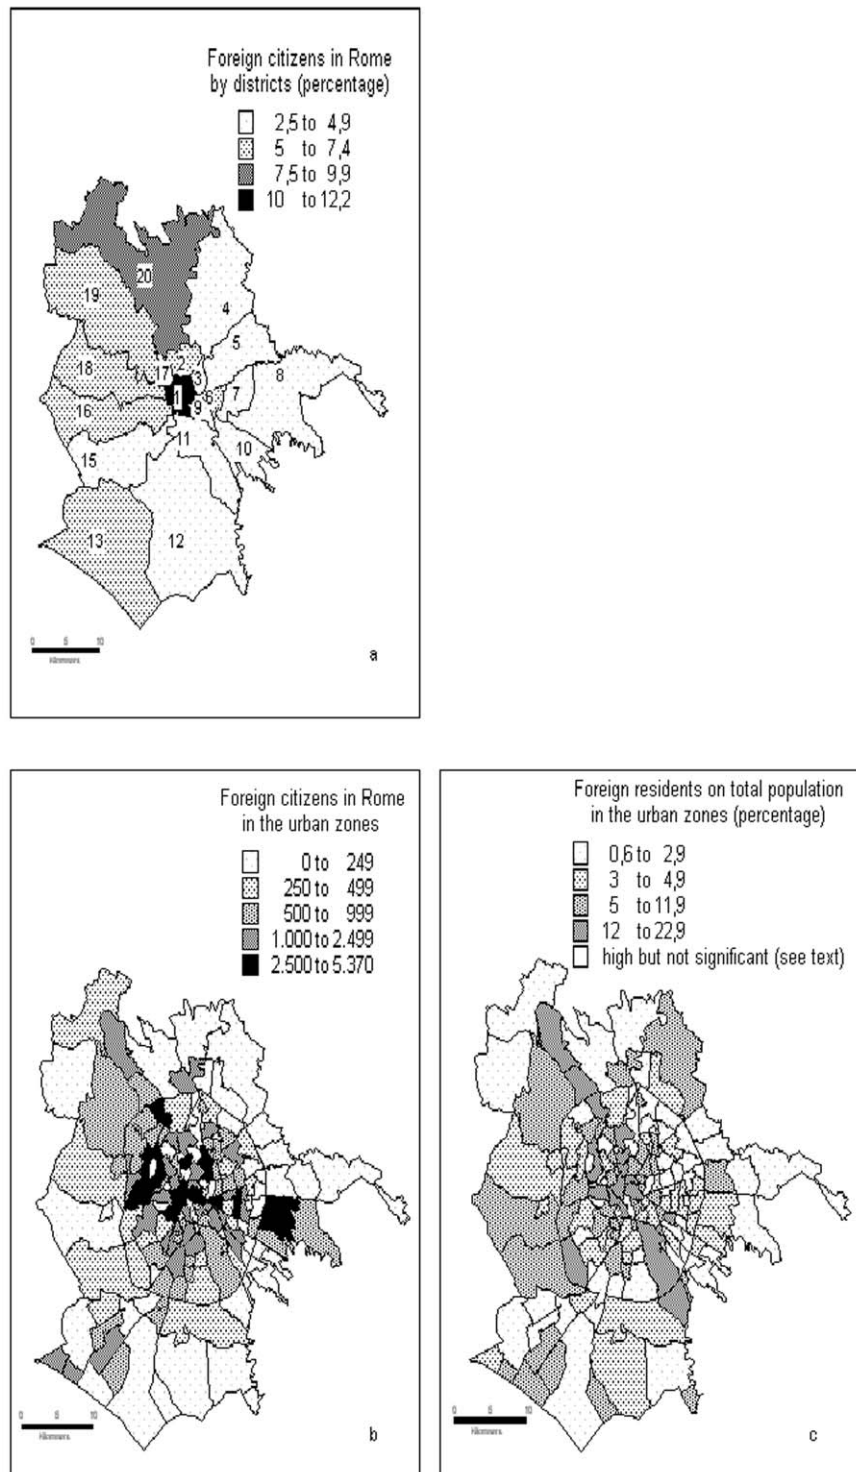 Foreign citizens in Rome
by districts (percentage)
2,5 to 4,9
5 to 7,4
7,5 to 9,9
10 to 12,2
20
19
4
5
18
17
2
3
8
16
1
6
7
9
11
10
15
13
12
0 5 10
Kilometers
a
Foreign citizens in Rome
in the urban zones
0 to 249
250 to 499
500 to 999
1.000 to 2.499
2.500 to 5.370
0 5 10
Kilometers
b
Foreign residents on total population
in the urban zones (percentage)
0,6 to 2,9
3 to 4,9
5 to 11,9
12 to 22,9
high but not significant (see text)
0 5 10
Kilometers
c